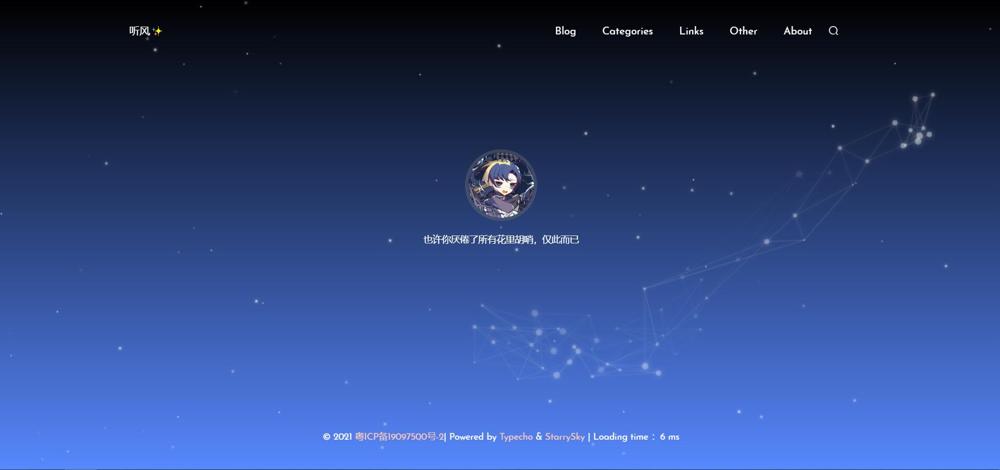 听风✨ Blog Categories Links Other About
也许你厌倦了所有花里胡哨，仅此而已
© 2021 粤ICP备19097500号-2| Powered by Typecho & StarrySky | Loading time： 6 ms